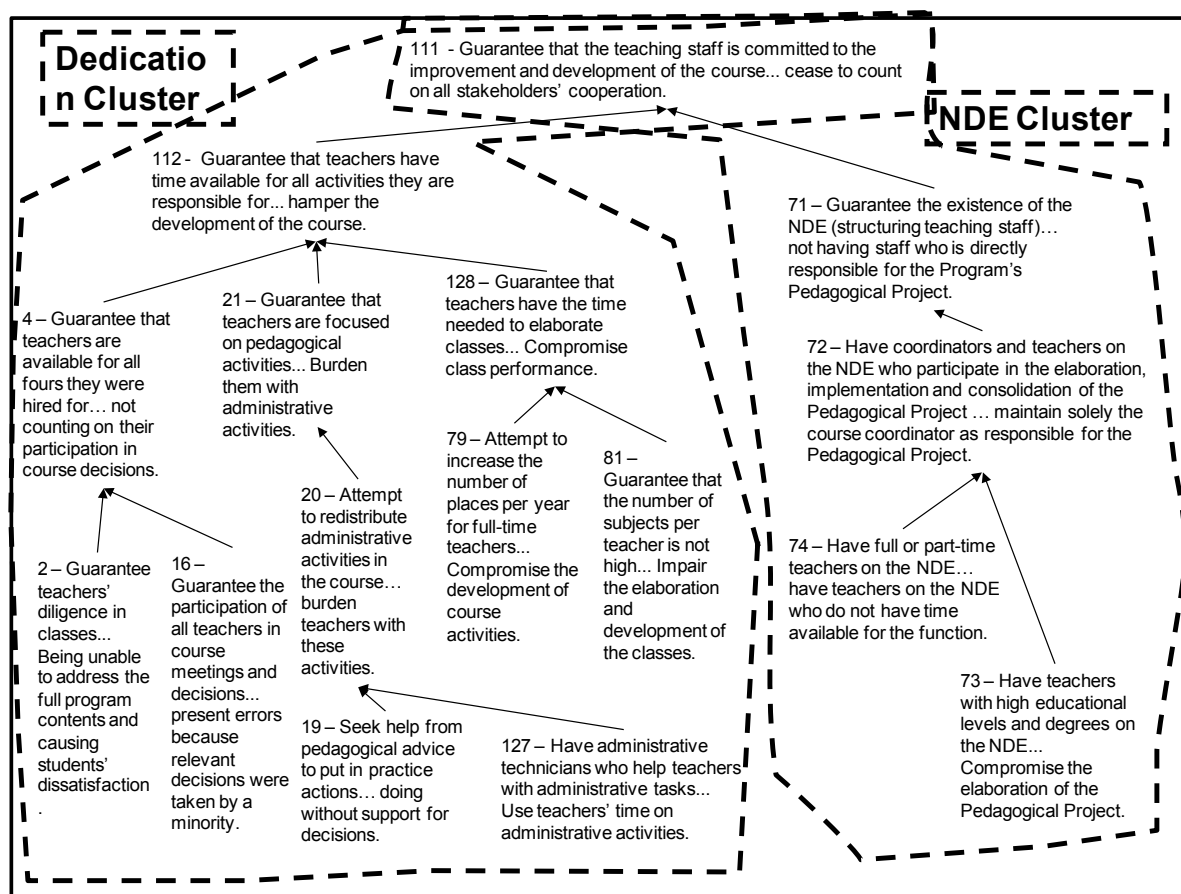 Dedicatio
n Cluster
111 - Guarantee that the teaching staff is committed to the
improvement and development of the course... cease to count
on all stakeholders' cooperation.
NDE Cluster
112 - Guarantee that teachers have
time available for all activities they are
responsible for... hamper the
development of the course.
71 – Guarantee the existence of the
NDE (structuring teaching staff)…
not having staff who is directly
responsible for the Program's
Pedagogical Project.
4 – Guarantee that
teachers are
available for all
fours they were
hired for… not
counting on their
participation in
course decisions.
21 – Guarantee that
teachers are focused
on pedagogical
activities... Burden
them with
administrative
activities.
128 – Guarantee that
teachers have the time
needed to elaborate
classes... Compromise
class performance.
72 – Have coordinators and teachers on
the NDE who participate in the elaboration,
implementation and consolidation of the
Pedagogical Project … maintain solely the
course coordinator as responsible for the
Pedagogical Project.
79 – Attempt to
increase the
number of
places per year
for full-time
teachers...
Compromise the
development of
course
activities.
81 –
Guarantee that
the number of
subjects per
teacher is not
high... Impair
the elaboration
and
development of
the classes.
20 – Attempt
to redistribute
administrative
activities in
the course…
burden
teachers with
these
activities.
74 – Have full or part-time
teachers on the NDE…
have teachers on the NDE
who do not have time
available for the function.
2 – Guarantee
teachers'
diligence in
classes...
Being unable
to address the
full program
contents and
causing
students'
dissatisfaction
.
16 –
Guarantee the
participation of
all teachers in
course
meetings and
decisions...
present errors
because
relevant
decisions were
taken by a
minority.
19 – Seek help from
pedagogical advice
to put in practice
actions… doing
without support for
decisions.
127 – Have administrative
technicians who help teachers
with administrative tasks...
Use teachers' time on
administrative activities.
73 – Have teachers
with high educational
levels and degrees on
the NDE...
Compromise the
elaboration of the
Pedagogical Project.